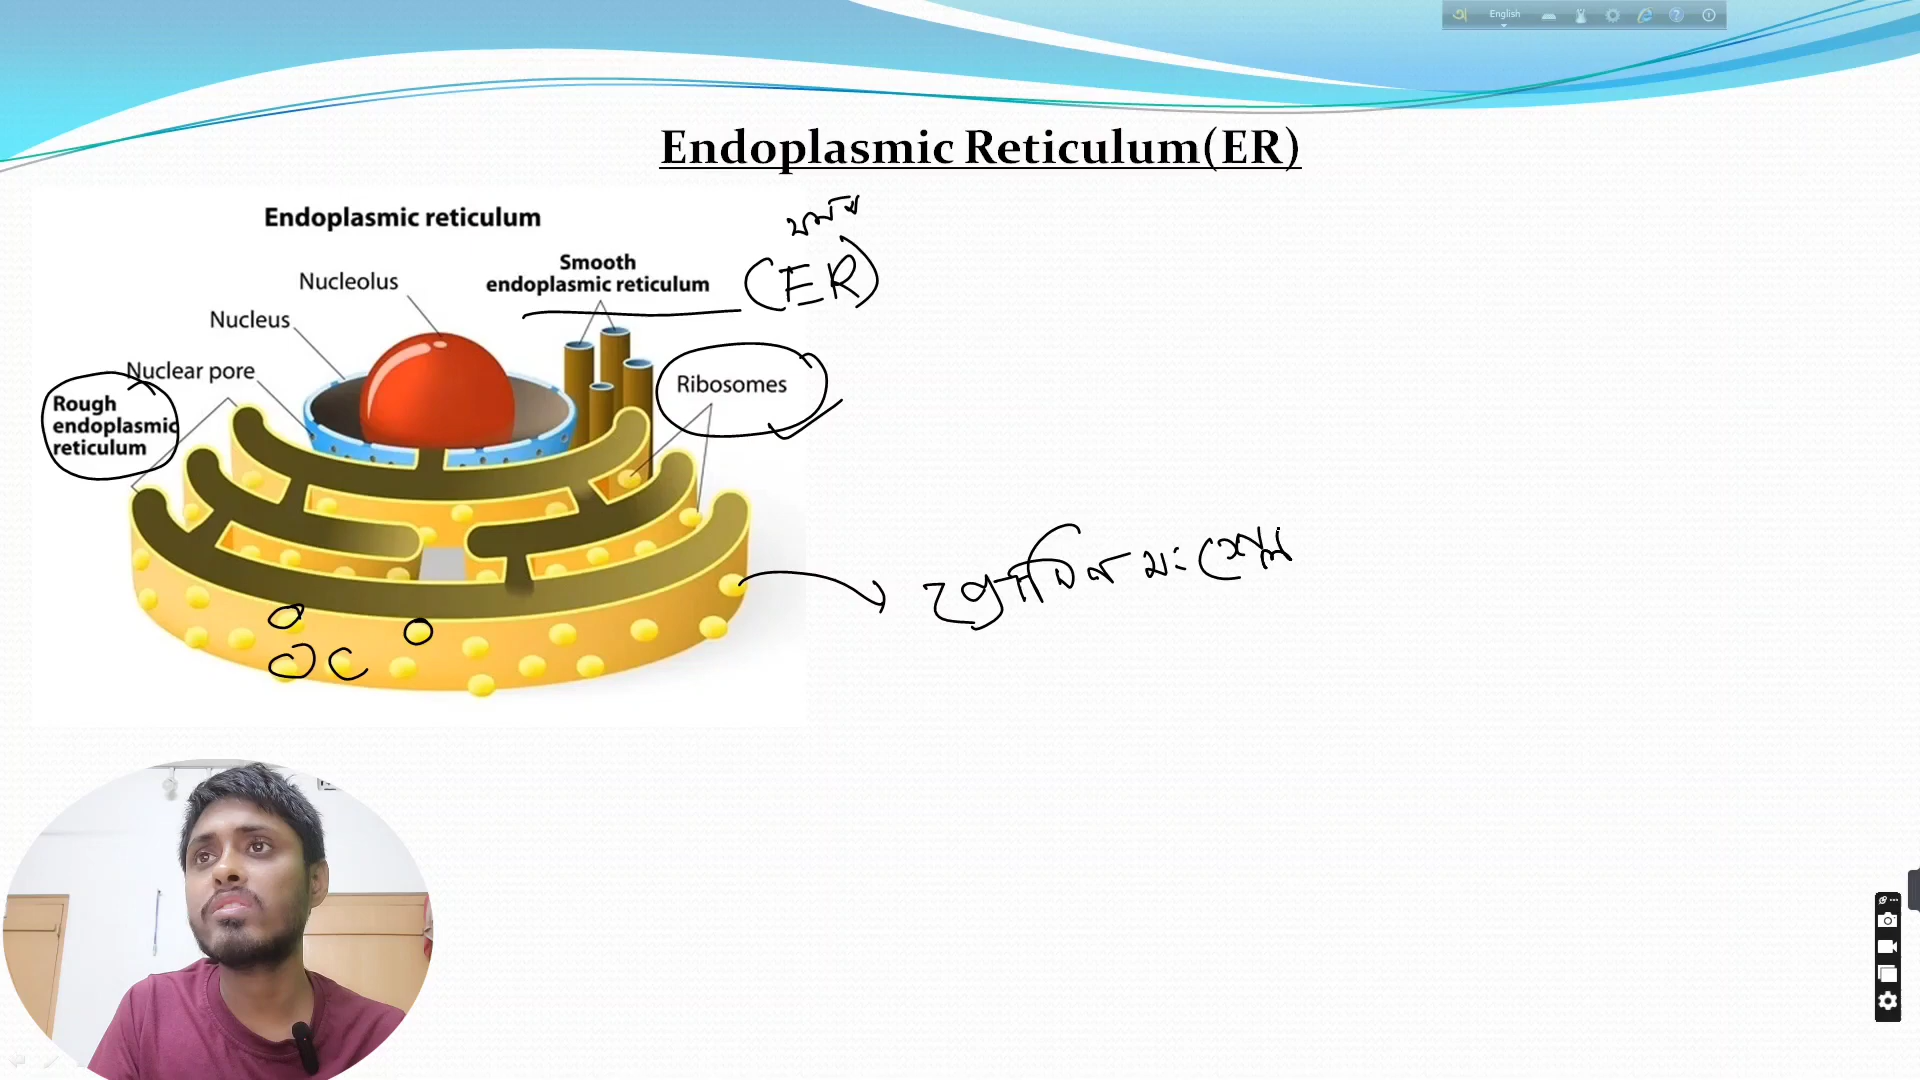 English
Endoplasmic Reticulum(ER)
Endoplasmic reticulum
Smooth
endoplasmic reticulum
(ER)
Nucleolus
Nucleus
Nuclear pore
Ribosomes
Rough
endoplasmic
reticulum
প্রোটিন সংশ্লেষ